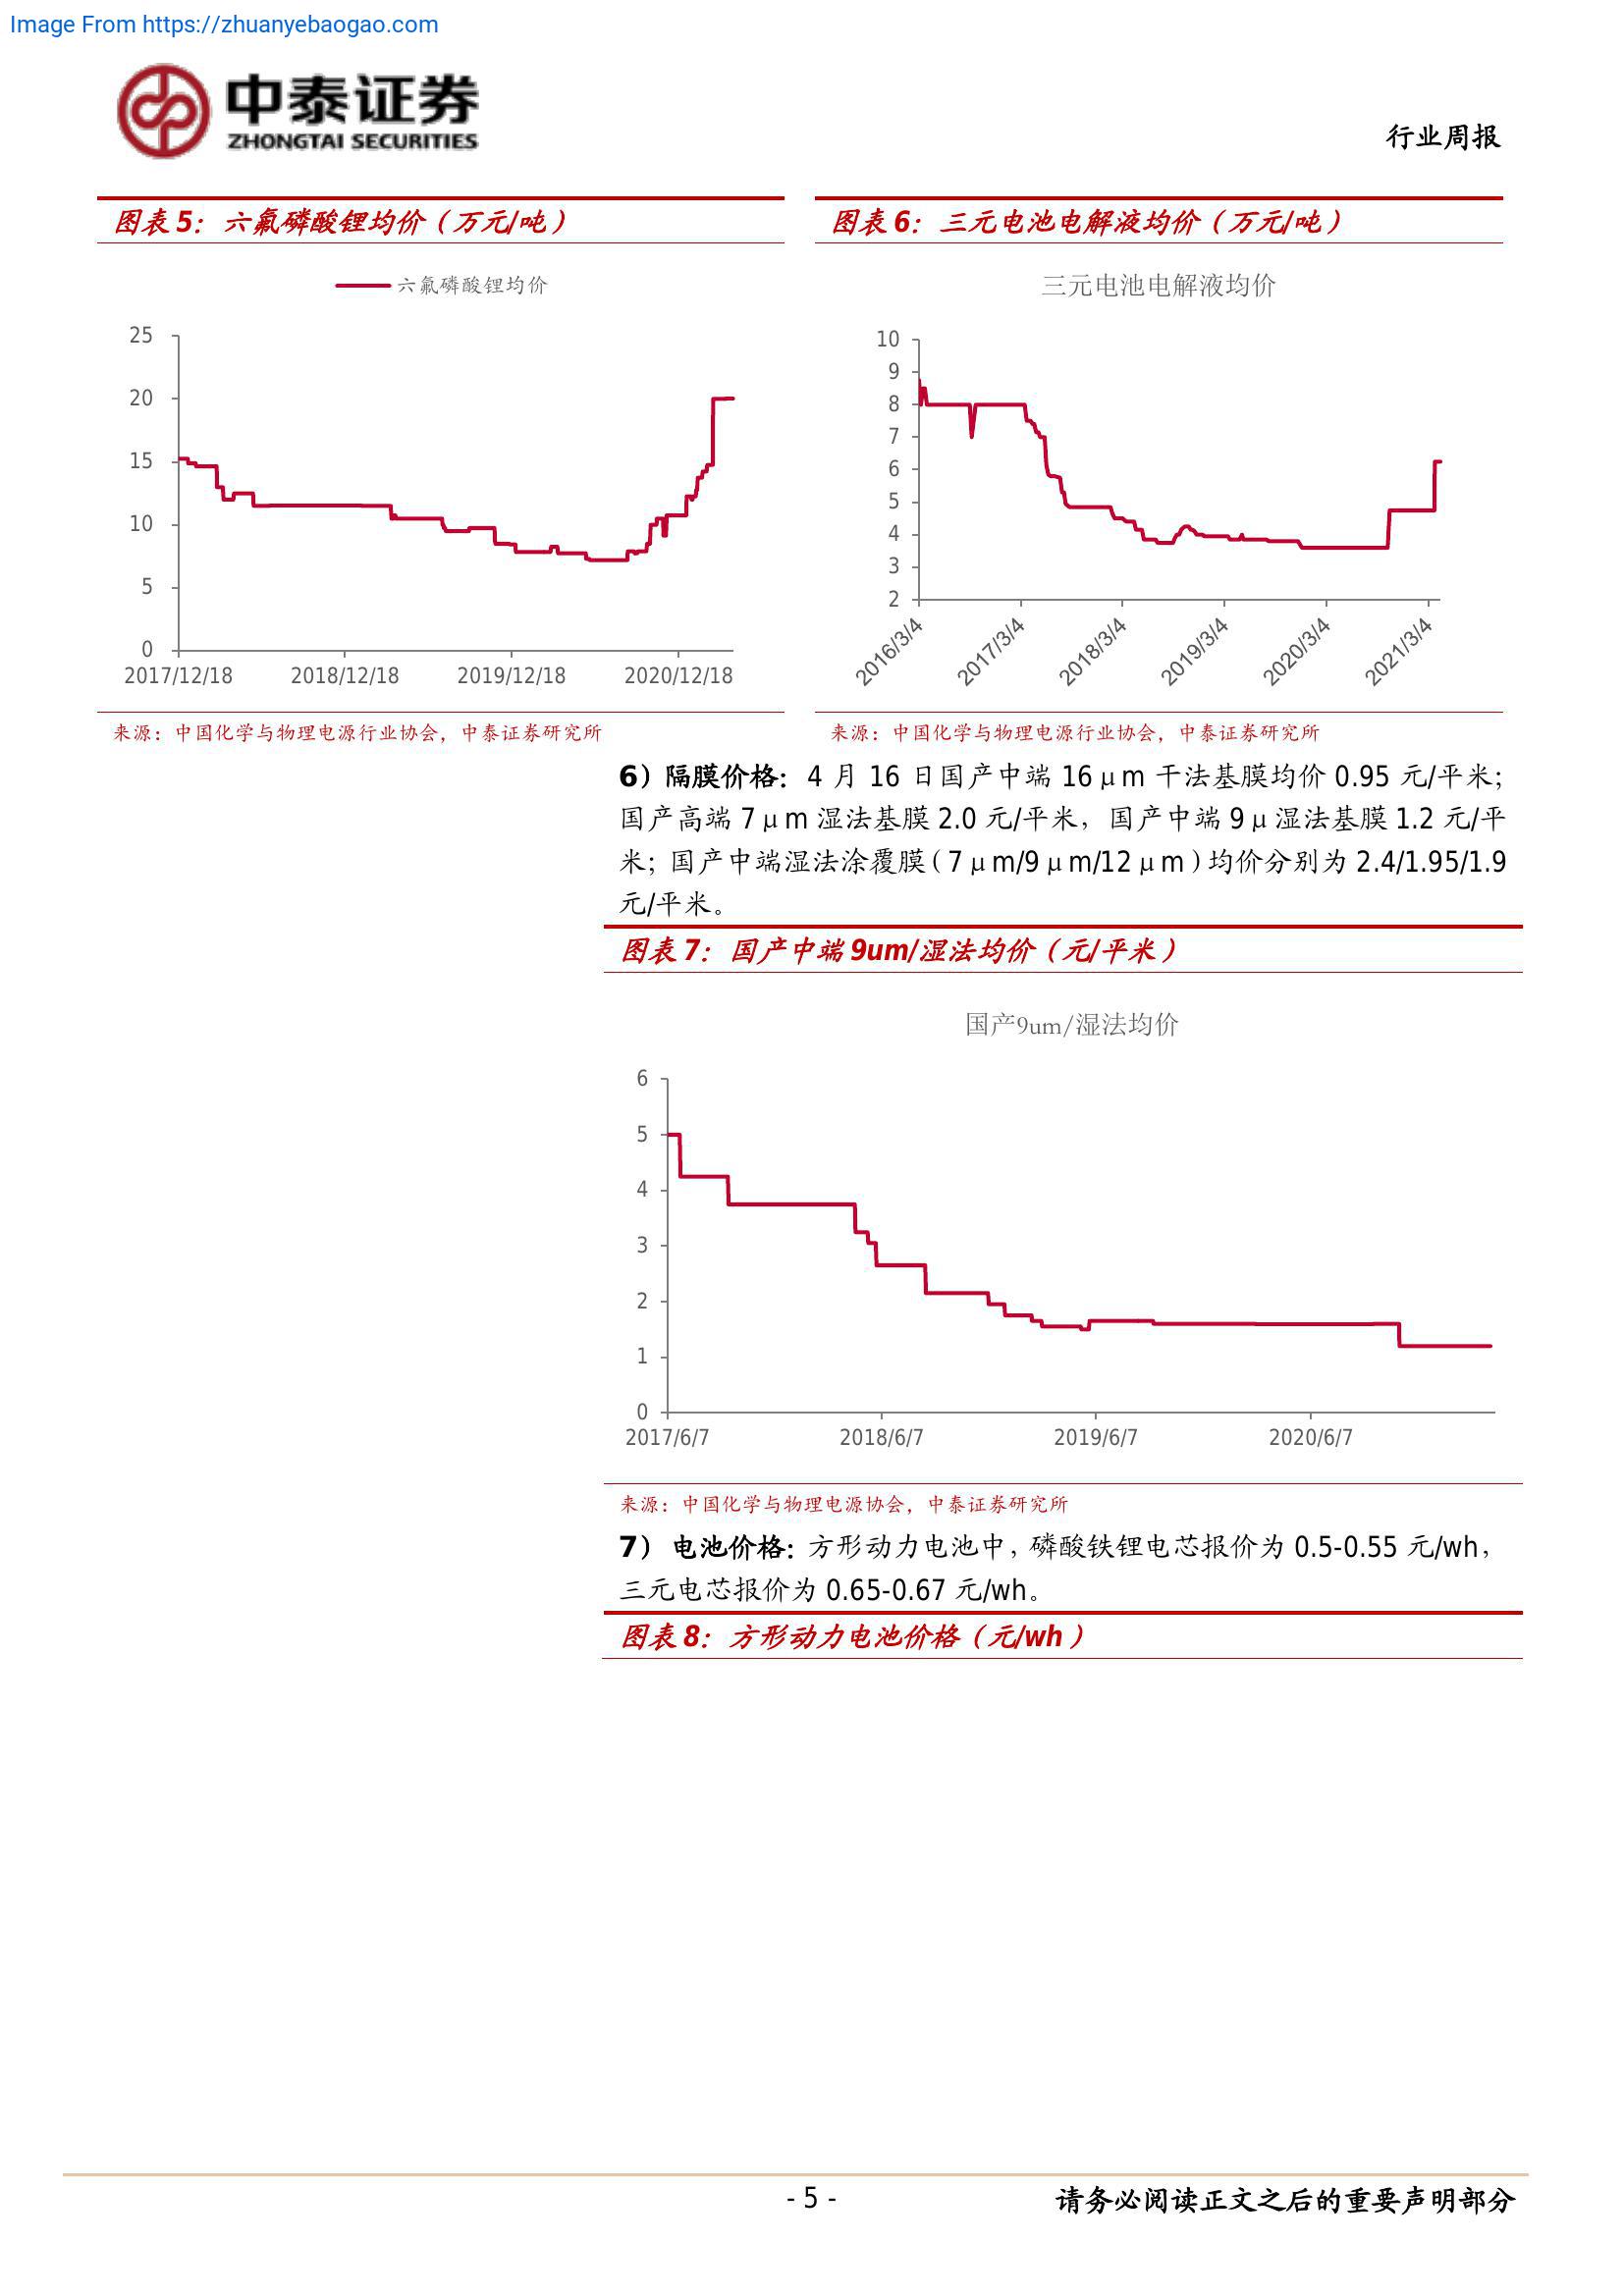 Image From https://zhuanyebaogao.com
中泰证券
ZHONGTAI SECURITIES
行业周报
图表 5：六氟磷酸锂均价（万元/吨）
六氟磷酸锂均价
25
20
15
10
5
0
2017/12/18 2018/12/18 2019/12/18 2020/12/18
来源：中国化学与物理电源行业协会，中泰证券研究所
图表 6：三元电池电解液均价（万元/吨）
三元电池电解液均价
10
9
8
7
6
5
4
3
2
2016/3/4 2017/3/4 2018/3/4 2019/3/4 2020/3/4 2021/3/4
来源：中国化学与物理电源行业协会，中泰证券研究所
6）隔膜价格：4 月 16 日国产中端 16μm 干法基膜均价 0.95 元/平米；
国产高端 7μm 湿法基膜 2.0 元/平米，国产中端 9μ湿法基膜 1.2 元/平
米；国产中端湿法涂覆膜（7μm/9μm/12μm）均价分别为 2.4/1.95/1.9
元/平米。
图表 7：国产中端 9um/湿法均价（元/平米）
国产9um/湿法均价
6
5
4
3
2
1
0
2017/6/7 2018/6/7 2019/6/7 2020/6/7
来源：中国化学与物理电源协会，中泰证券研究所
7） 电池价格：方形动力电池中，磷酸铁锂电芯报价为 0.5-0.55 元/wh，
三元电芯报价为 0.65-0.67 元/wh。
图表 8：方形动力电池价格（元/wh）
- 5 -
请务必阅读正文之后的重要声明部分